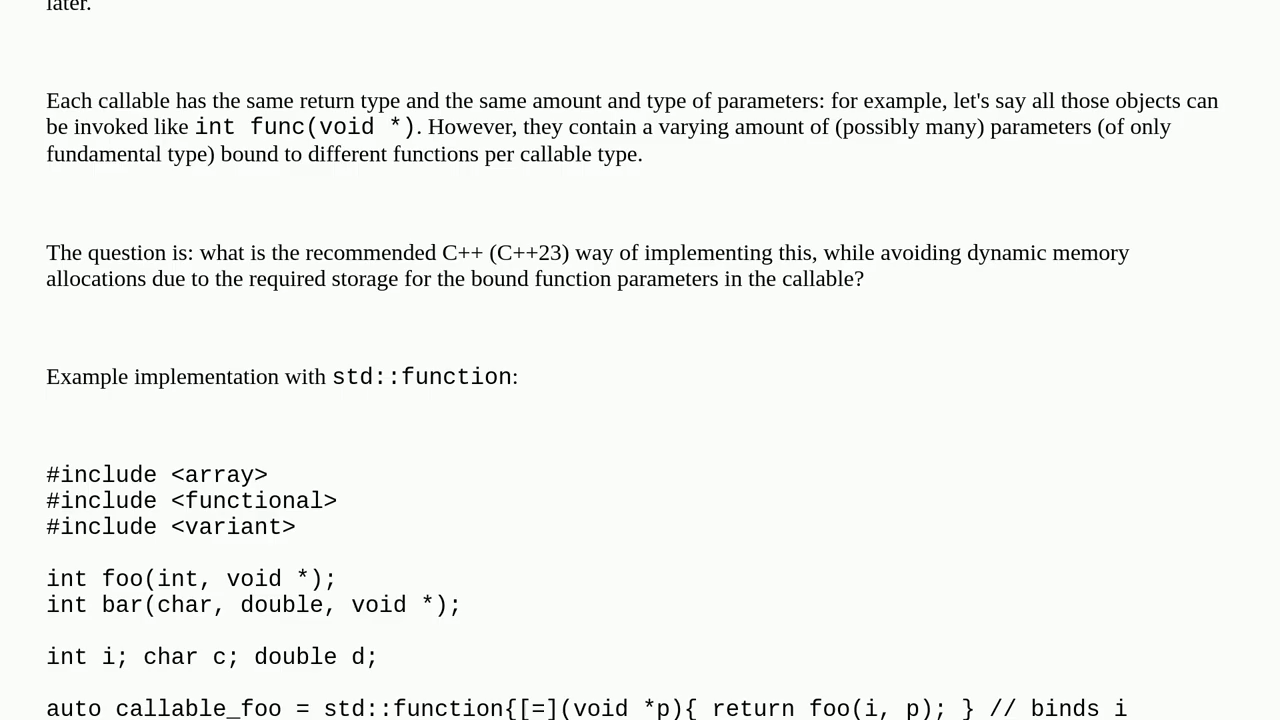 later.
Each callable has the same return type and the same amount and type of parameters: for example, let's say all those objects can
be invoked like int func(void *). However, they contain a varying amount of (possibly many) parameters (of only
fundamental type) bound to different functions per callable type.
The question is: what is the recommended C++ (C++23) way of implementing this, while avoiding dynamic memory
allocations due to the required storage for the bound function parameters in the callable?
Example implementation with std::function:
#include <array>
#include <functional>
#include <variant>
int foo(int, void *);
int bar(char, double, void *);
int i; char c; double d;
auto callable_foo = std::function{[=](void *p){ return foo(i, p); } // binds i